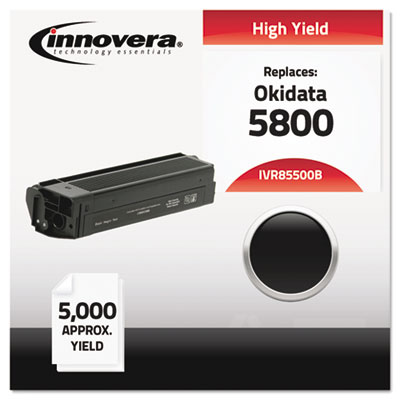 innovera®
technology essentials
High Yield
Replaces:
Okidata
5800
IVR85500B
5,000
APPROX.
YIELD